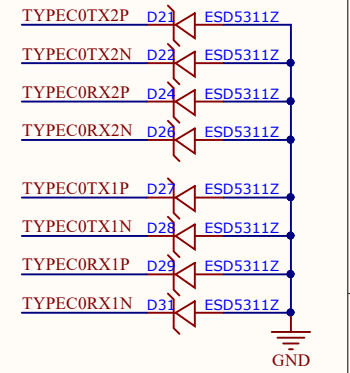 TYPEC0TX2P D21 ESD5311Z
TYPEC0TX2N D22 ESD5311Z
TYPEC0RX2P D24 ESD5311Z
TYPEC0RX2N D26 ESD5311Z
TYPEC0TX1P D27 ESD5311Z
TYPEC0TX1N D28 ESD5311Z
TYPEC0RX1P D29 ESD5311Z
TYPEC0RX1N D31 ESD5311Z
GND